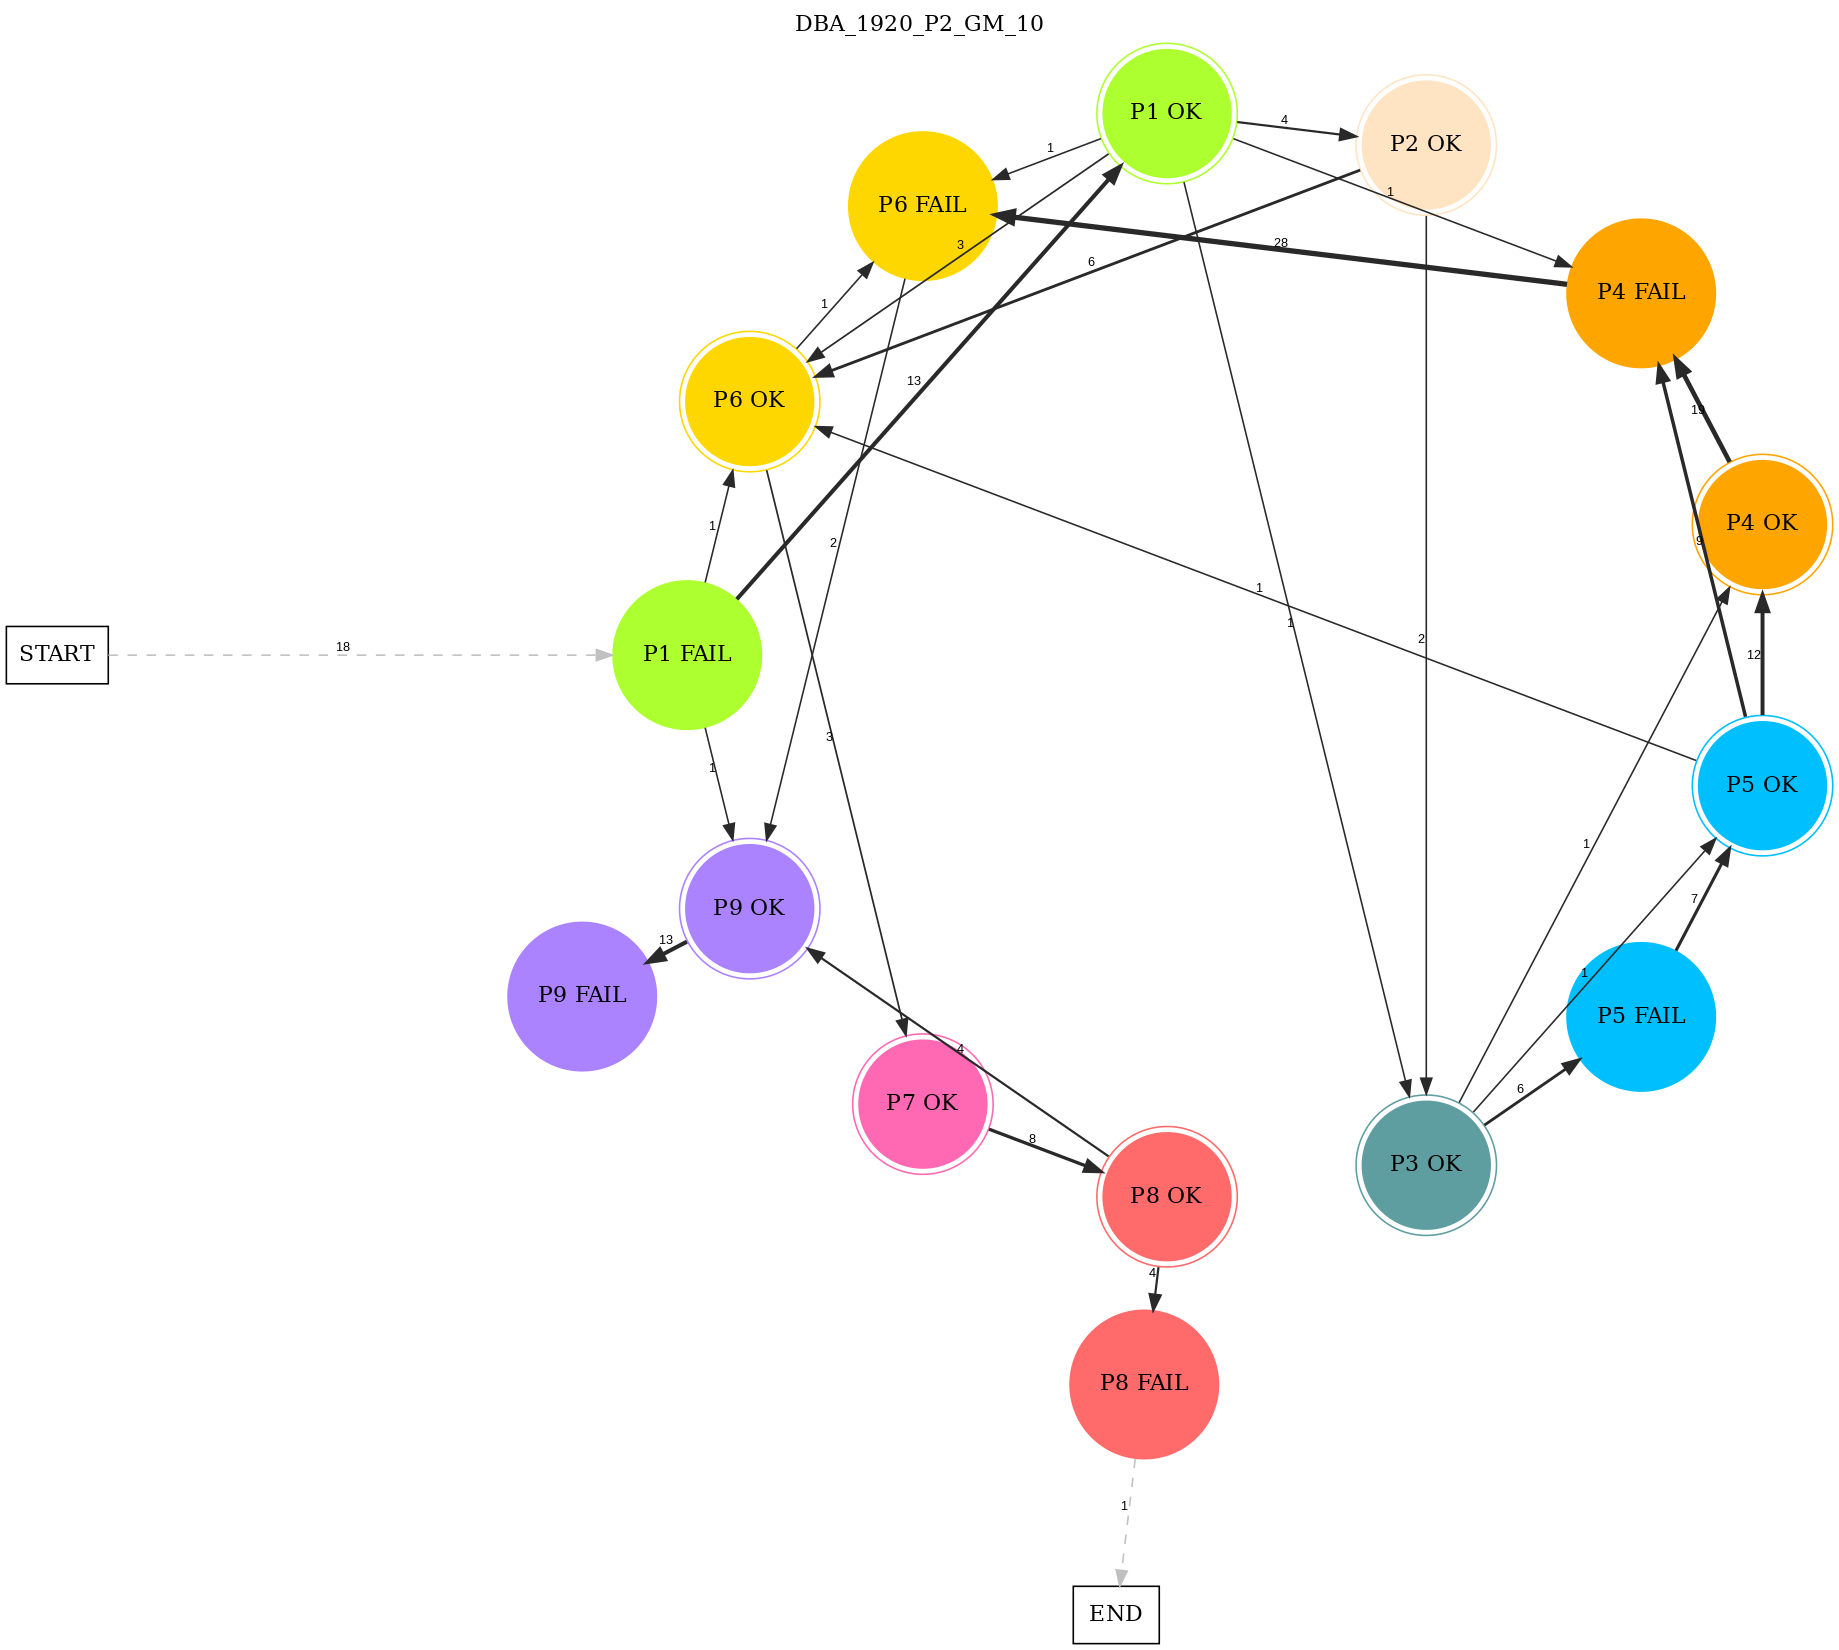 DBA_1920_P2_GM_10
P1 OK
4
P2 OK
1
1
P6 FAIL
3
28
6
P4 FAIL
1
13
P6 OK
19
P4 OK
1
2
9
1
1
2
START
18
P1 FAIL
12
3
1
P5 OK
1
P9 OK
7
13
P9 FAIL
1
P5 FAIL
4
6
P7 OK
8
P3 OK
P8 OK
4
P8 FAIL
1
END